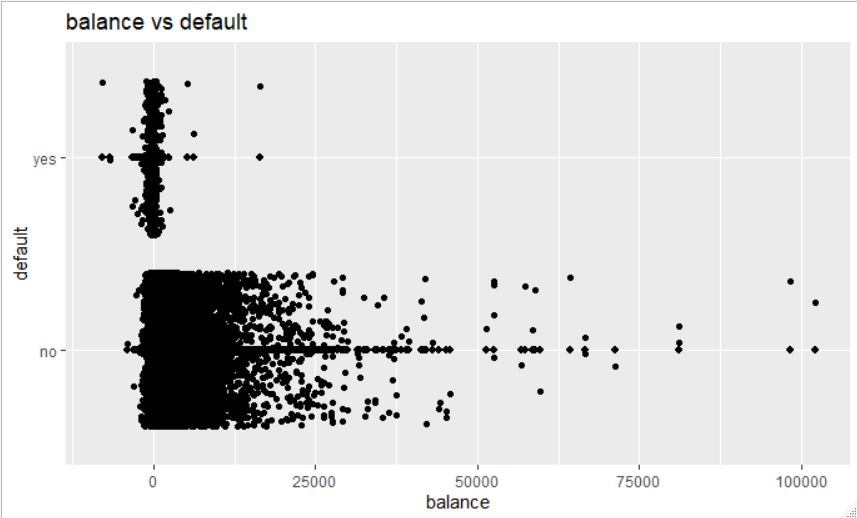 balance vs default
yes
default
no
0 25000 50000 75000 100000
balance